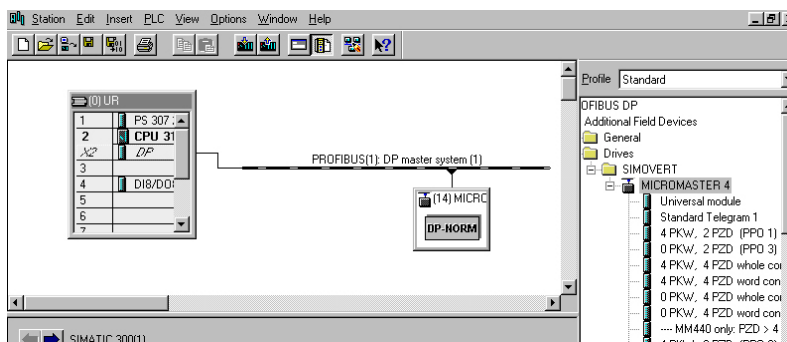 Station Edit Insert PLC View Options Window Help
(0) UR
1 PS 307
2 CPU 31
X2 DP
3
4 DI8/DO
5
6
7
PROFIBUS(1): DP master system (1)
(14) MICRO
DP-NORM
SIMATIC 300(1)
Profile Standard
OFIBUS DP
Additional Field Devices
General
Drives
SIMOVERT
MICROMASTER 4
Universal module
Standard Telegram 1
4 PKW, 2 PZD (PPO 1)
0 PKW, 2 PZD (PPO 3)
4 PKW, 4 PZD whole con
4 PKW, 4 PZD word con
0 PKW, 4 PZD whole con
0 PKW, 4 PZD word con
---- MM440 only: PZD > 4